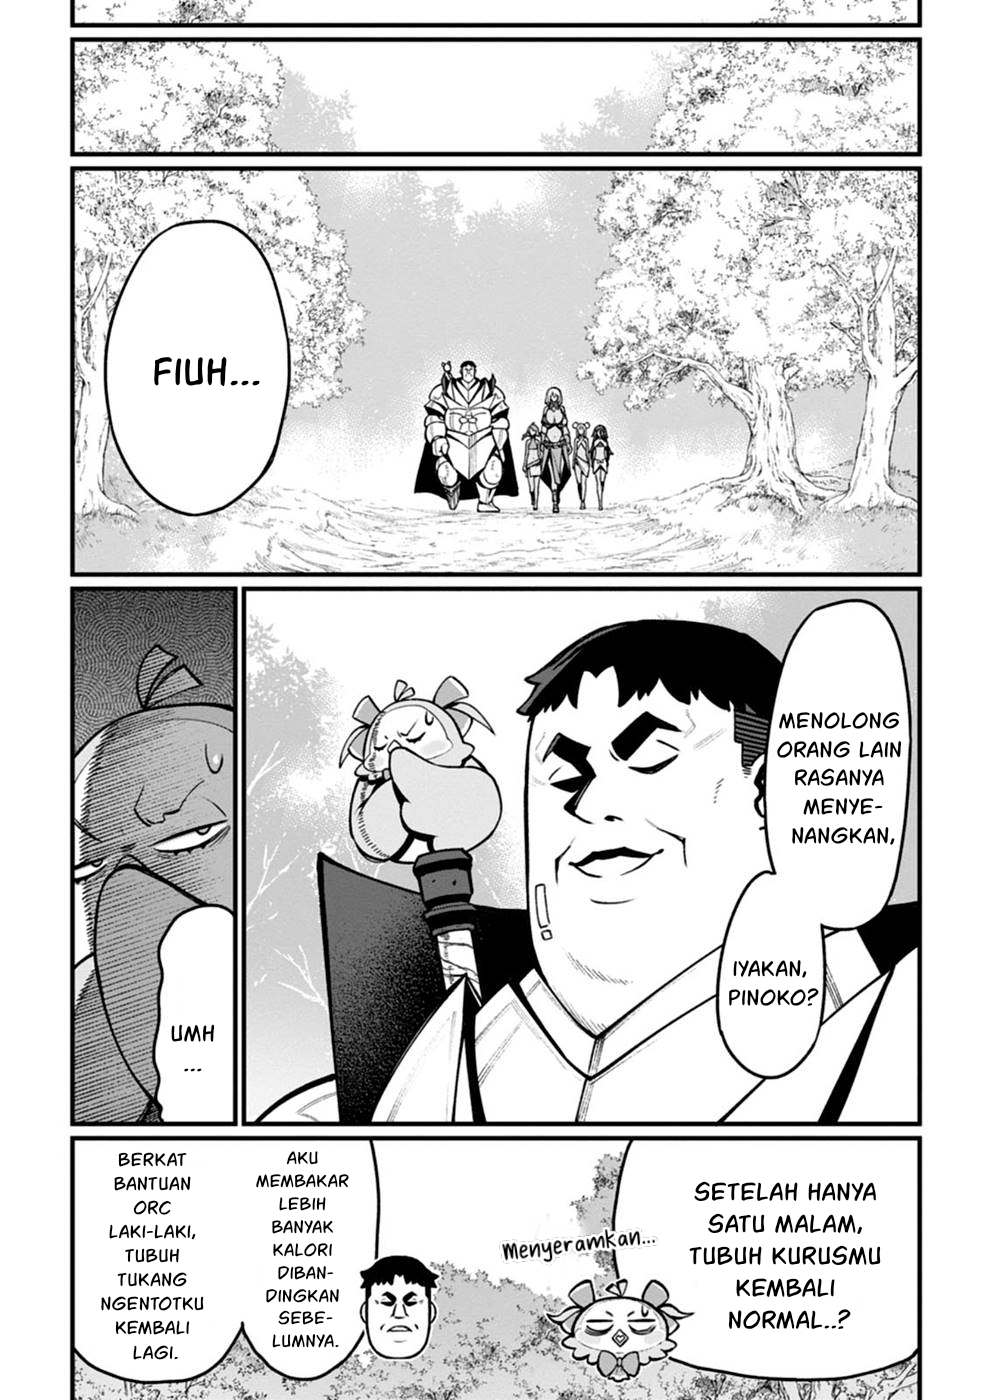 FIUH...
MENOLONG
ORANG LAIN
RASANYA
MENYE-
NANGKAN,
IYAKAN,
PINOKO?
UMH
...
SETELAH HANYA
SATU MALAM,
TUBUH KURUSMU
KEMBALI
NORMAL..?
Menyeramkan...
AKU
MEMBAKAR
LEBIH
BANYAK
KALORI
DIBAN-
DINGKAN
SEBE-
LUMNYA.
BERKAT
BANTUAN
ORC
LAKI-LAKI,
TUBUH
TUKANG
NGENTOTKU
KEMBALI
LAGI.